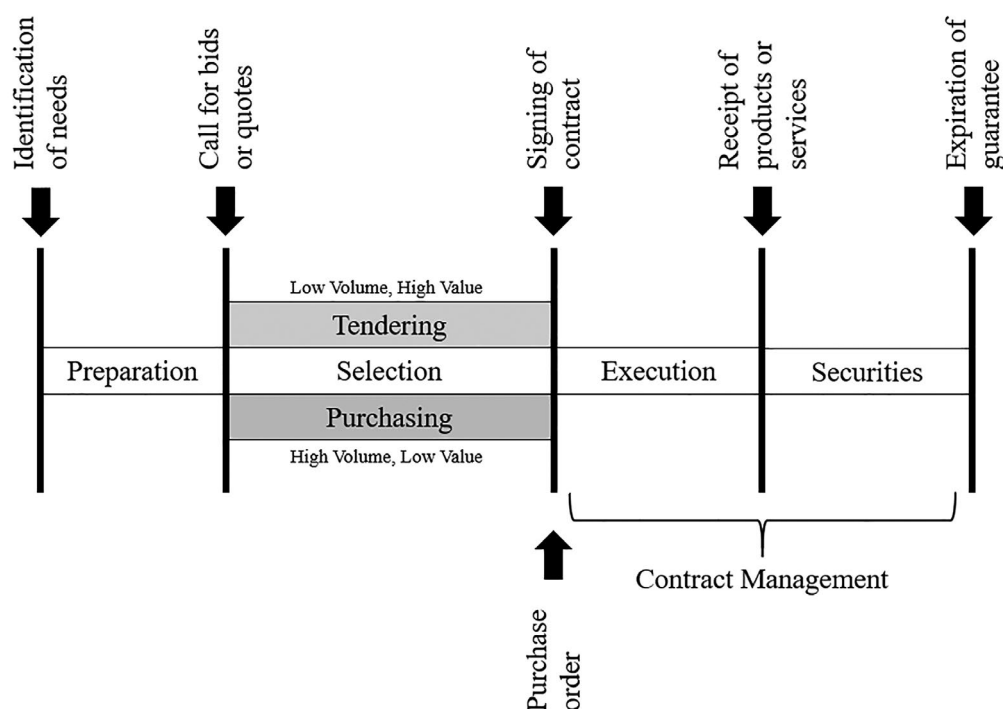 Identification
of needs
Call for bids
or quotes
Signing of
contract
Receipt of
products or
services
Expiration of
guarantee
Low Volume, High Value
Tendering
Preparation
Selection
Execution
Securities
Purchasing
High Volume, Low Value
Contract Management
Purchase
order